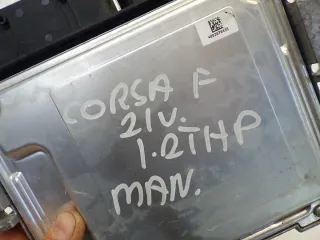 CORSA F
21V.
1.2THP
MAN.